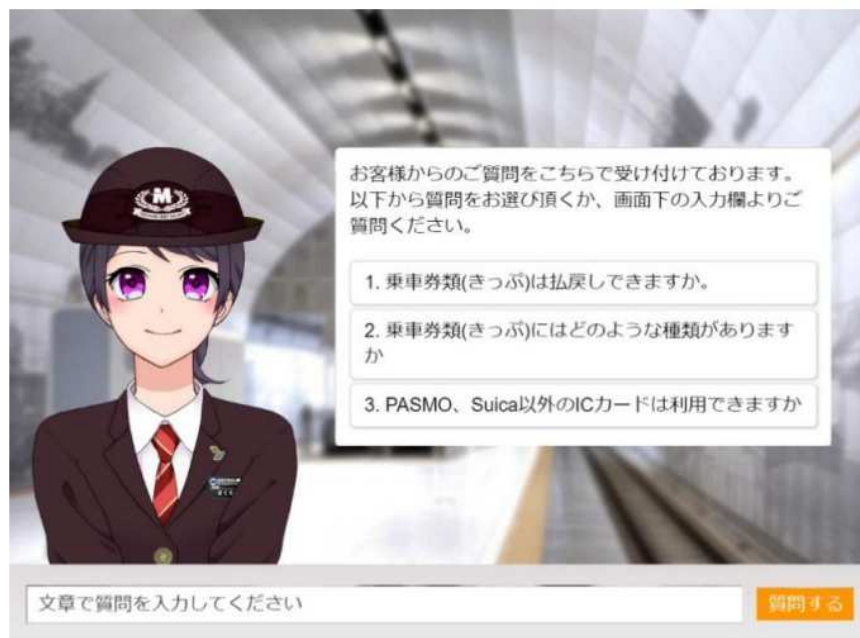 お客様からのご質問をこちらで受け付けております。
以下から質問をお選び頂くか、画面下の入力欄よりご
質問ください。
1. 乗車券類(きっぷ)は払戻しできますか。
2. 乗車券類(きっぷ)にはどのような種類があります
か
3. PASMO、Suica以外のICカードは利用できますか
M
さくら
文章で質問を入力してください
質問する